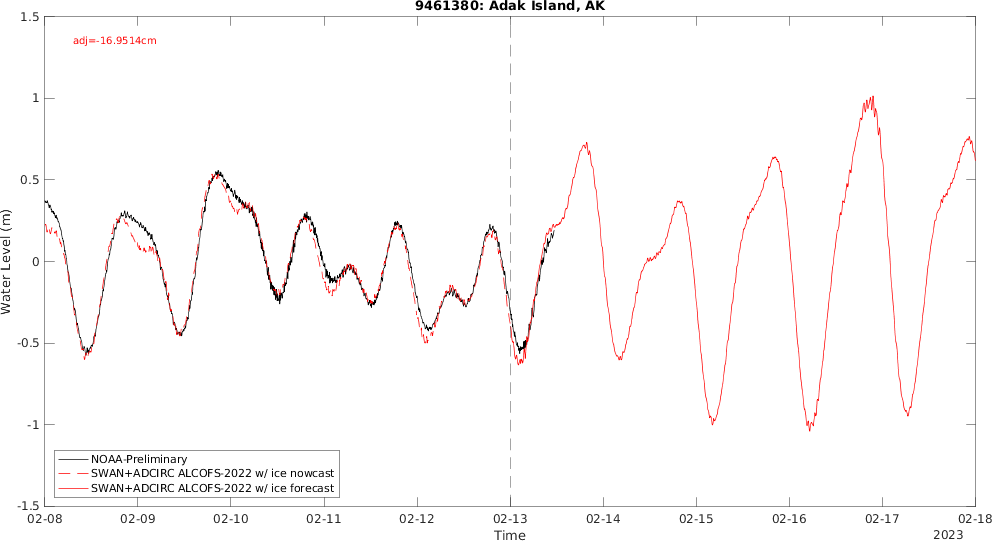 9461380: Adak Island, AK
adj=-16.9514cm
1.5
1
0.5
0
-0.5
-1
-1.5
Water Level (m)
NOAA-Preliminary
SWAN+ADCIRC ALCOFS-2022 w/ ice nowcast
SWAN+ADCIRC ALCOFS-2022 w/ ice forecast
02-08 02-09 02-10 02-11 02-12 02-13 02-14 02-15 02-16 02-17 02-18
Time
2023